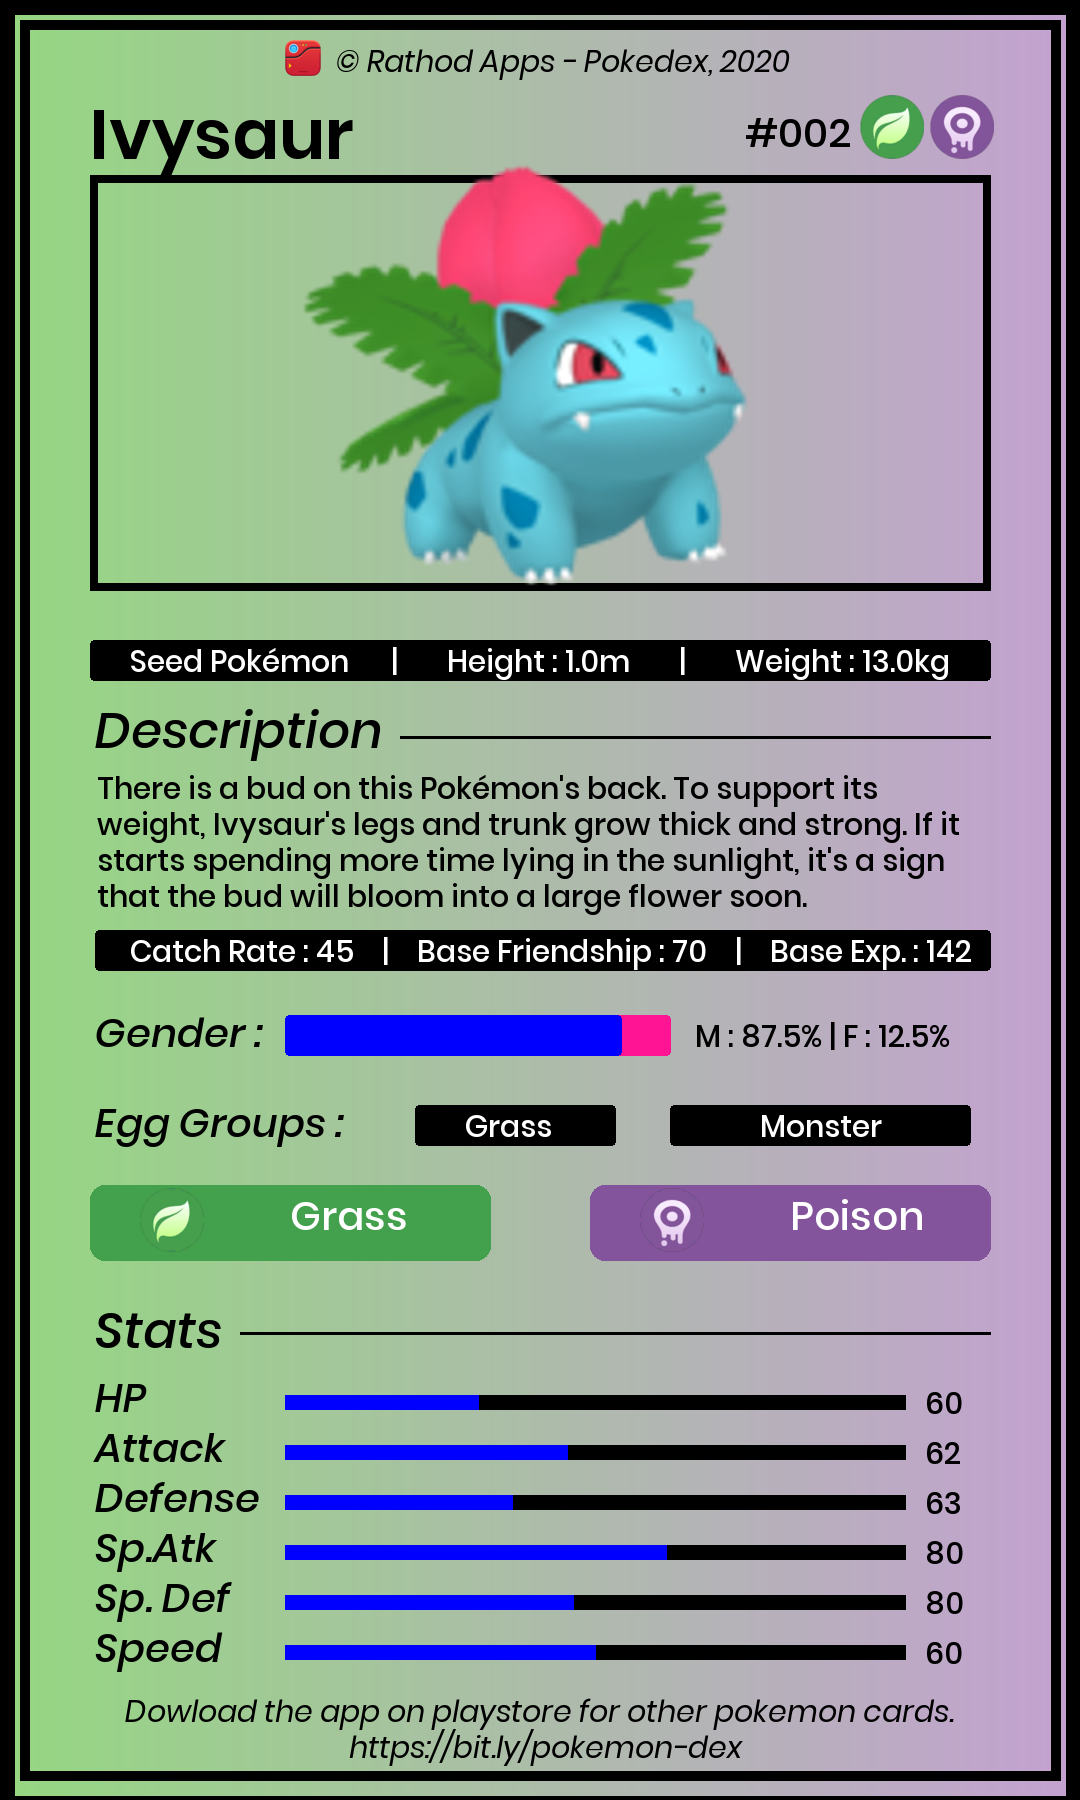 © Rathod Apps - Pokedex, 2020
Ivysaur #002
Seed Pokémon | Height : 1.0m | Weight : 13.0kg
Description
There is a bud on this Pokémon's back. To support its
weight, Ivysaur's legs and trunk grow thick and strong. If it
starts spending more time lying in the sunlight, it's a sign
that the bud will bloom into a large flower soon.
Catch Rate : 45 | Base Friendship : 70 | Base Exp. : 142
Gender : M : 87.5% | F : 12.5%
Egg Groups : Grass Monster
Grass Poison
Stats
HP 60
Attack 62
Defense 63
Sp.Atk 80
Sp. Def 80
Speed 60
Dowload the app on playstore for other pokemon cards.
https://bit.ly/pokemon-dex